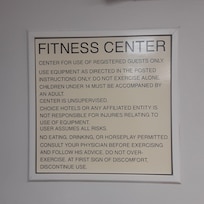 FITNESS CENTER
CENTER FOR USE OF REGISTERED GUESTS ONLY.
USE EQUIPMENT AS DIRECTED IN THE POSTED
INSTRUCTIONS ONLY. DO NOT EXERCISE ALONE.
CHILDREN UNDER 14 MUST BE ACCOMPANIED BY
AN ADULT.
CENTER IS UNSUPERVISED.
CHOICE HOTELS OR ANY AFFILIATED ENTITY IS
NOT RESPONSIBLE FOR INJURIES RELATING TO
USE OF EQUIPMENT.
USER ASSUMES ALL RISKS.
NO EATING, DRINKING, OR HORSEPLAY PERMITTED.
CONSULT YOUR PHYSICIAN BEFORE EXERCISING
AND FOLLOW HIS ADVICE. DO NOT OVER-
EXERCISE. AT FIRST SIGN OF DISCOMFORT,
DISCONTINUE USE.